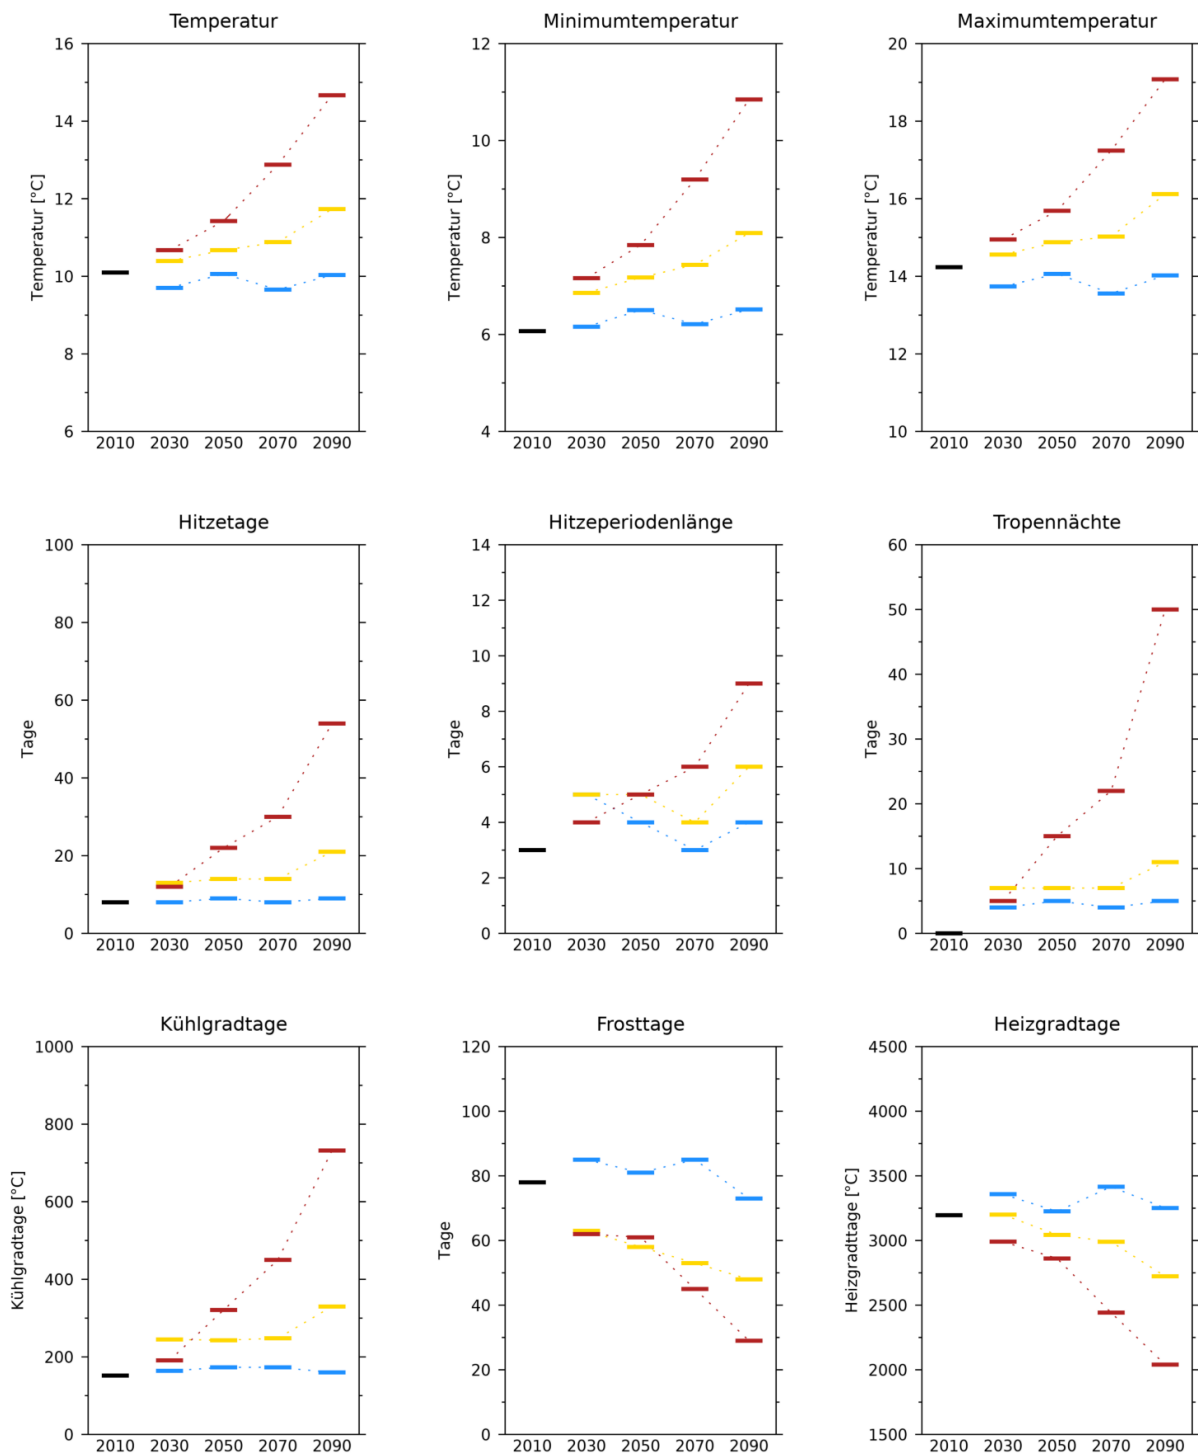 Temperatur
Minimumtemperatur
Maximumtemperatur
Temperatur [°C]
16
14
12
10
8
6
2010 2030 2050 2070 2090
Temperatur [°C]
12
10
8
6
4
2010 2030 2050 2070 2090
Temperatur [°C]
20
18
16
14
12
10
2010 2030 2050 2070 2090
Hitzetage
Hitzeperiodenlänge
Tropennächte
Tage
100
80
60
40
20
0
2010 2030 2050 2070 2090
Tage
14
12
10
8
6
4
2
0
2010 2030 2050 2070 2090
Tage
60
50
40
30
20
10
0
2010 2030 2050 2070 2090
Kühlgradtage
Frosttage
Heizgradtage
Kühlgradtage [°C]
1000
800
600
400
200
0
2010 2030 2050 2070 2090
Tage
120
100
80
60
40
20
0
2010 2030 2050 2070 2090
Heizgradttage [°C]
4500
4000
3500
3000
2500
2000
1500
2010 2030 2050 2070 2090